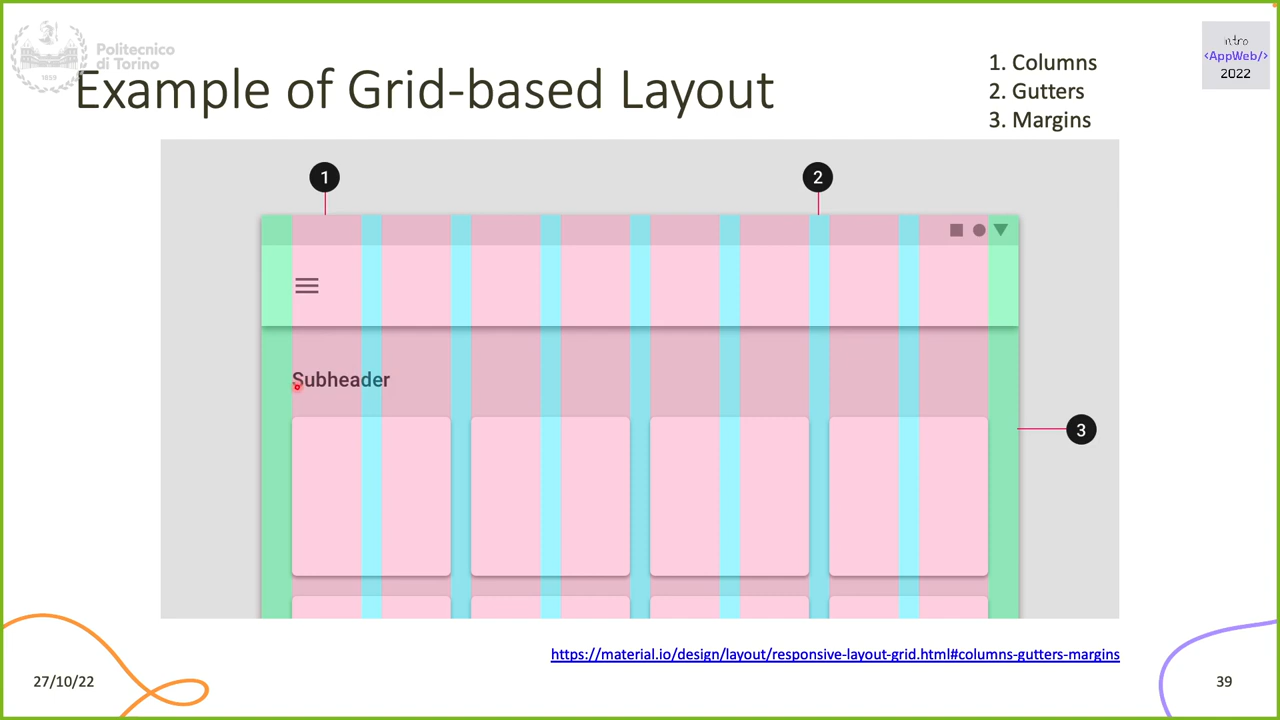 Politecnico
di Torino
1859
Example of Grid-based Layout
1. Columns
2. Gutters
3. Margins
intro
<AppWeb/>
2022
1
2
Subheader
3
https://material.io/design/layout/responsive-layout-grid.html#columns-gutters-margins
27/10/22
39